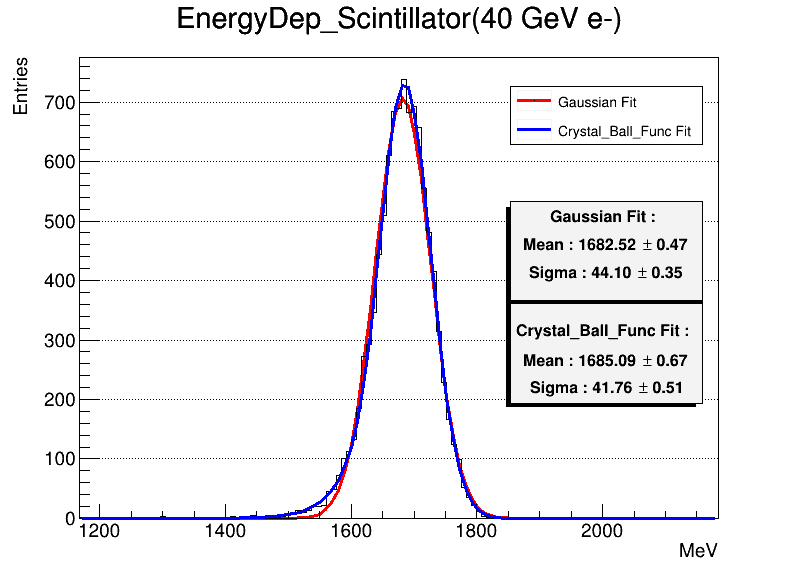 EnergyDep_Scintillator(40 GeV e-)
Entries
700
600
500
400
300
200
100
0
1200 1400 1600 1800 2000
MeV
Gaussian Fit
Crystal_Ball_Func Fit
Gaussian Fit :
Mean : 1682.52 ± 0.47
Sigma : 44.10 ± 0.35
Crystal_Ball_Func Fit :
Mean : 1685.09 ± 0.67
Sigma : 41.76 ± 0.51